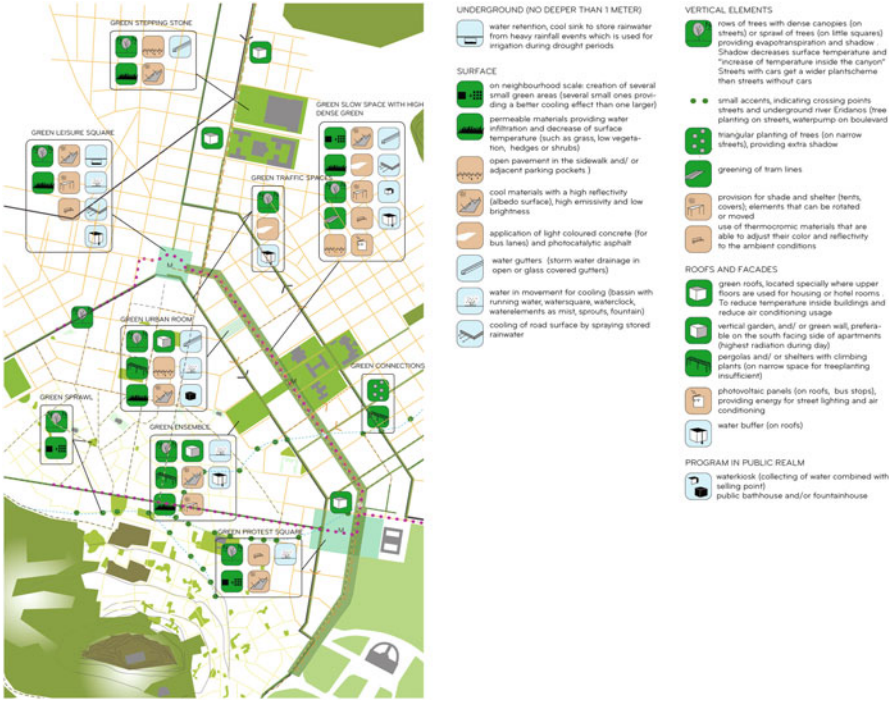 GREEN STEPPING STONE
GREEN SLOW SPACE WITH HIGH
DENSE GREEN
GREEN LEISURE SQUARE
GREEN TRAFFIC SPACES
M
GREEN URBAN ROOM
M
GREEN CONNECTIONS
GREEN SPRAWL
GREEN ENSEMBLE
M
GREEN PROTEST SQUARE
UNDERGROUND (NO DEEPER THAN 1 METER)
water retention, cool sink to store rainwater
from heavy rainfall events which is used for
irrigation during drought periods
SURFACE
on neighbourhood scale: creation of several
small green areas (several small ones provi-
ding a better cooling effect than one larger)
permeable materials providing water
infiltration and decrease of surface
temperature (such as grass, low vegeta-
tion, hedges or shrubs)
open pavement in the sidewalk and/ or
adjacent parking pockets )
cool materials with a high reflectivity
(albedo surface), high emissivity and low
brightness
application of light coloured concrete (for
bus lanes) and photocatalytic asphalt
water gutters (storm water drainage in
open or glass covered gutters)
water in movement for cooling (bassin with
running water, watersquare, waterclock,
waterelements as mist, sprouts, fountain)
cooling of road surface by spraying stored
rainwater
VERTICAL ELEMENTS
rows of trees with dense canopies (on
streets) or sprawl of trees (on little squares)
providing evapotranspiration and shadow .
Shadow decreases surface temperature and
"increase of temperature inside the canyon"
Streets with cars get a wider plantscheme
then streets without cars
small accents, indicating crossing points
streets and underground river Eridanos (tree
planting on streets, waterpump on boulevard
triangular planting of trees (on narrow
streets), providing extra shadow
greening of tram lines
provision for shade and shelter (tents,
covers); elements that can be rotated
or moved
use of thermocromic materials that are
able to adjust their color and reflectivity
to the ambient conditions
ROOFS AND FACADES
green roofs, located specially where upper
floors are used for housing or hotel rooms .
To reduce temperature inside buildings and
reduce air conditioning usage
vertical garden, and/ or green wall, prefera-
ble on the south facing side of apartments
(highest radiation during day)
pergolas and/ or shelters with climbing
plants (on narrow space for treeplanting
insufficient)
photovoltaic panels (on roofs, bus stops),
providing energy for street lighting and air
conditioning
water buffer (on roofs)
PROGRAM IN PUBLIC REALM
waterkiosk (collecting of water combined with
selling point)
public bathhouse and/or fountainhouse